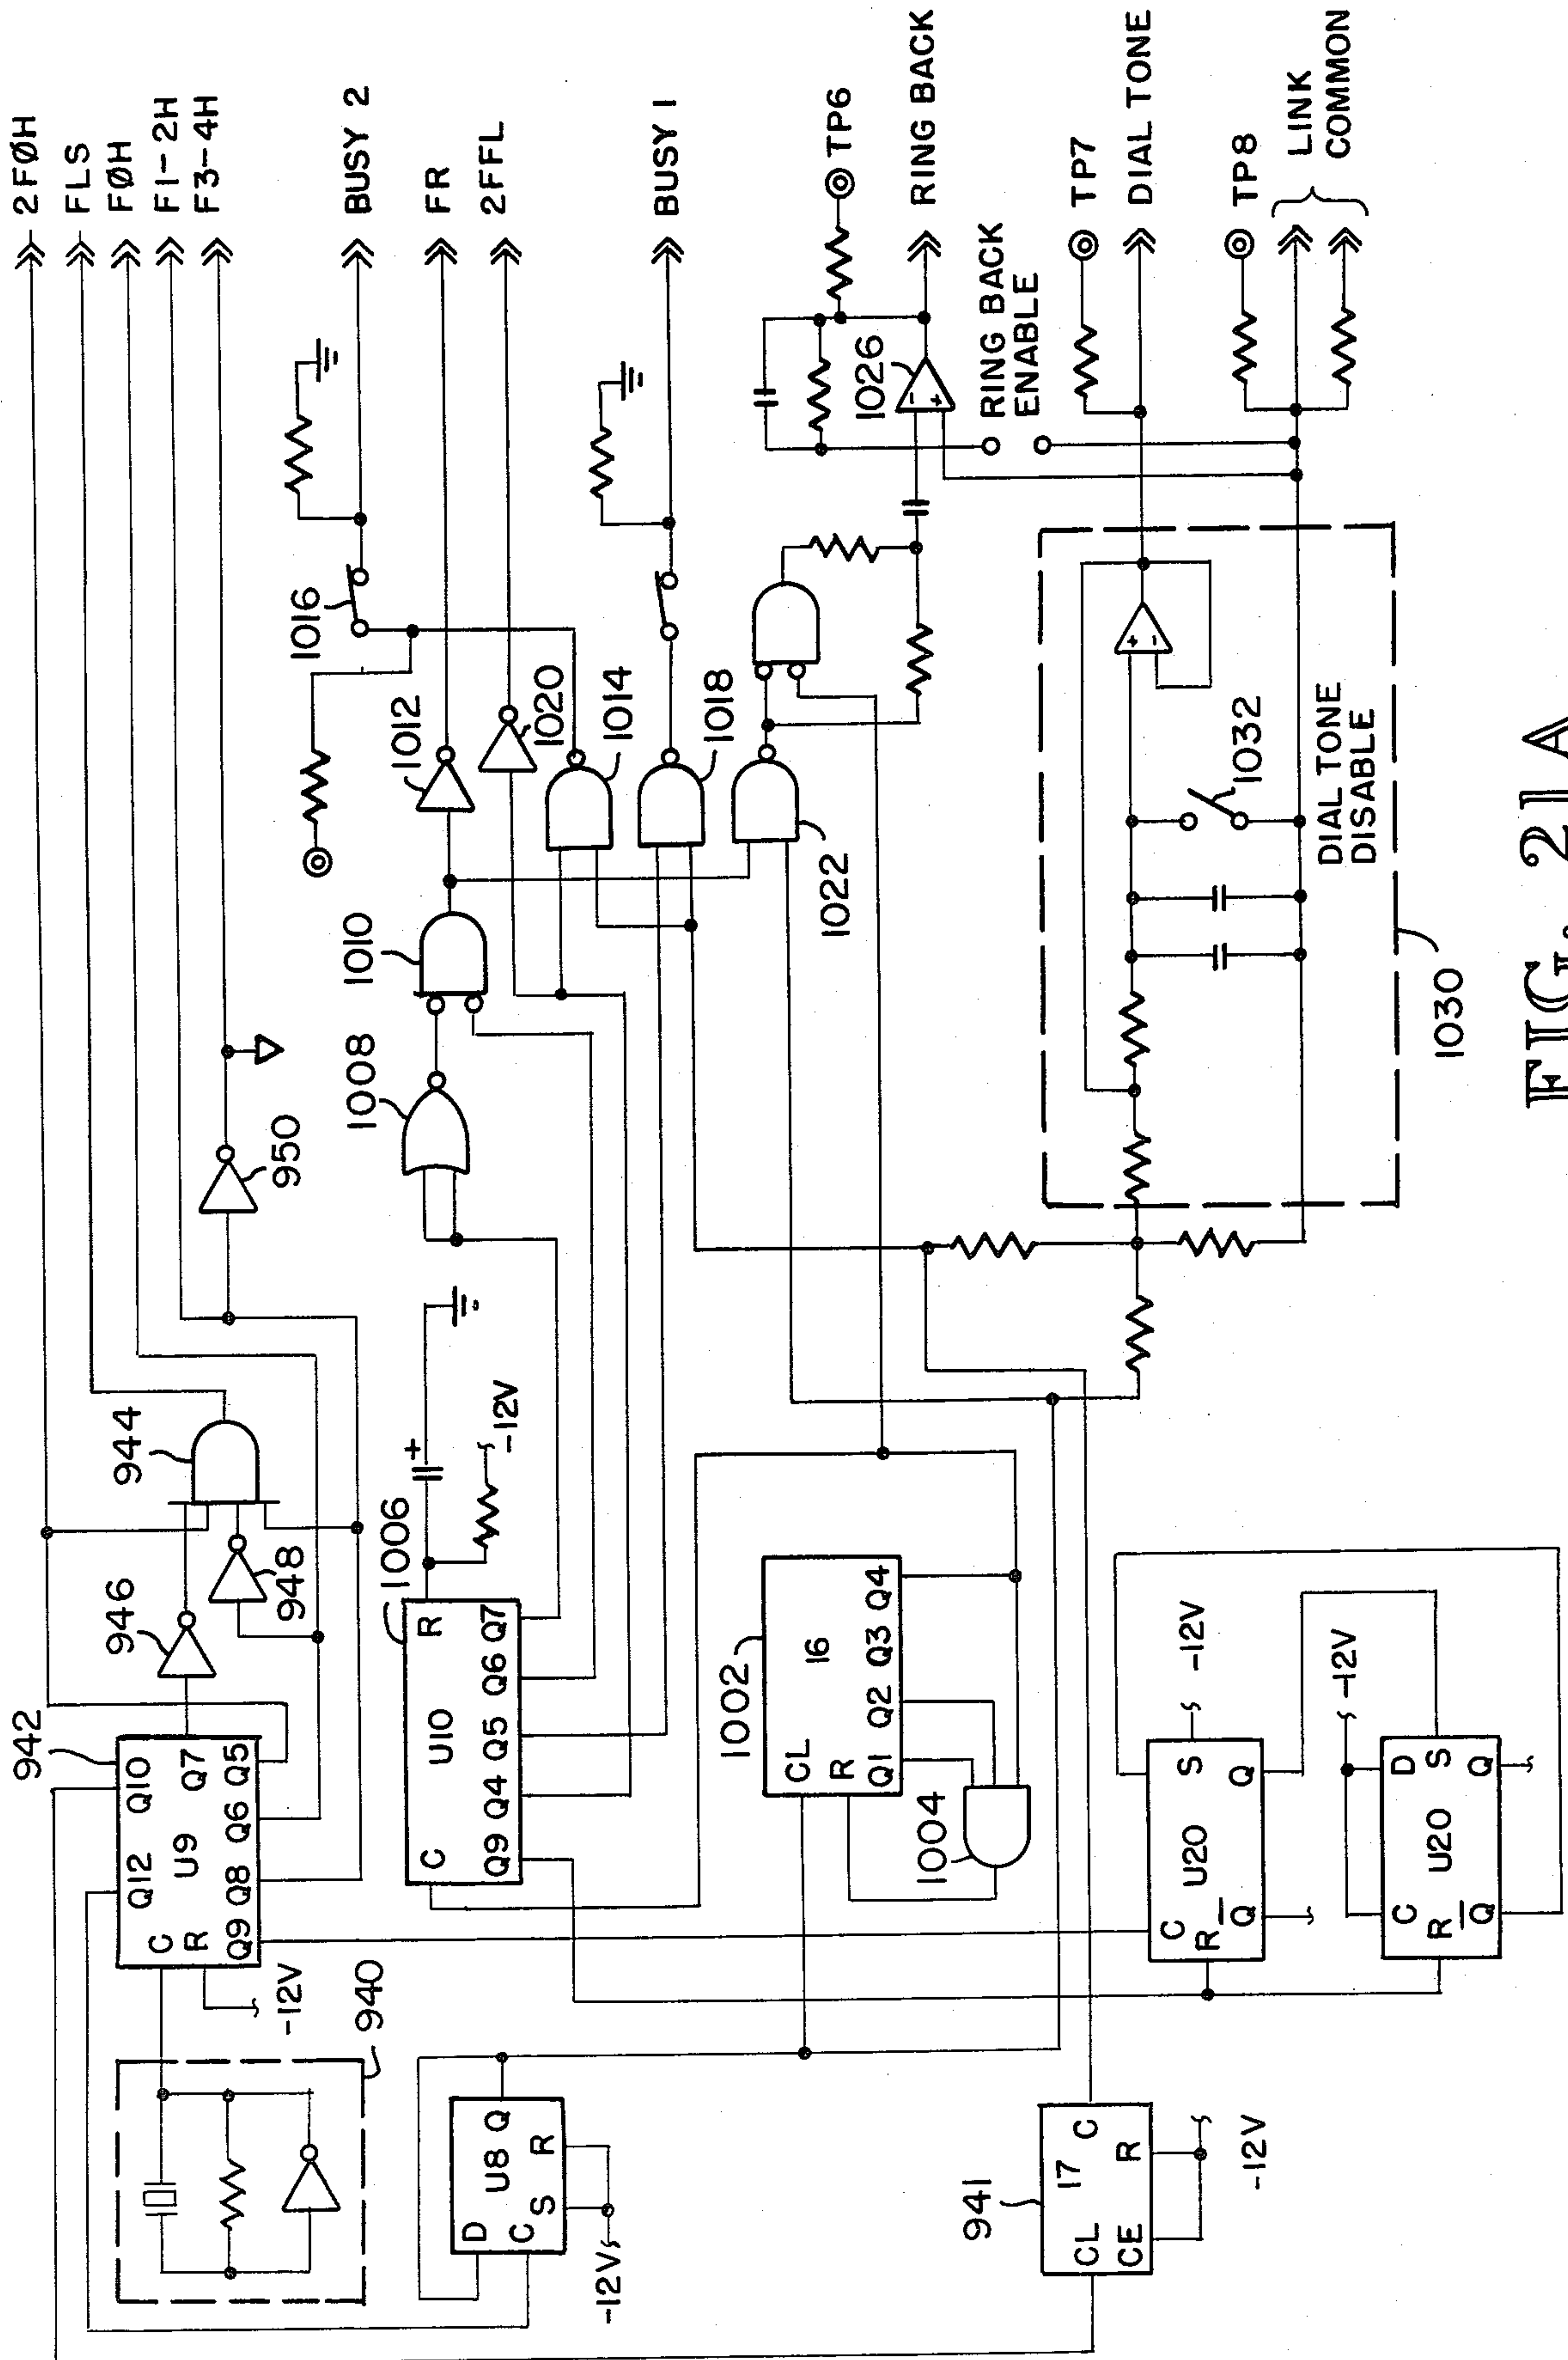 2FØH
FLS
FØH
F1-2H
F3-4H
BUSY 2
FR
2FFL
BUSY 1
TP6
RING BACK
RING BACK
ENABLE
TP7
DIAL TONE
TP8
LINK
COMMON
1016
1012
1020
1014
1018
1022
1026
- +
1010
1008
950
944
946
948
942
Q12 Q10
C U9 Q7
R
Q9 Q8 Q6 Q5
-12V
940
1006
-12V
+
C U10 R
Q9 Q4 Q5 Q6 Q7
1002
CL 16
R
Q1 Q2 Q3 Q4
1004
D U8 Q
C S R
-12V
941
CL 17 C
CE R
-12V
C U20 S
R Q̅ Q
-12V
-12V
C U20 D
R S
Q̅ Q
+ -
1032
DIAL TONE
DISABLE
1030
FIG. 21A